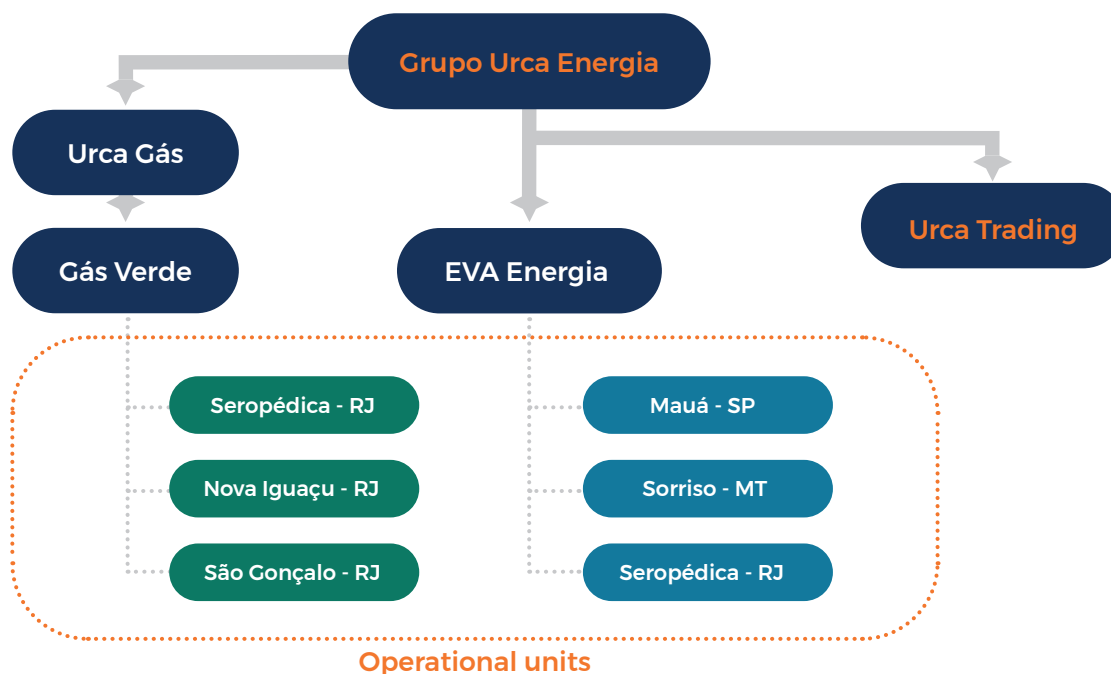 Grupo Urca Energia
Urca Gás
Urca Trading
Gás Verde
EVA Energia
Seropédica - RJ
Mauá - SP
Nova Iguaçu - RJ
Sorriso - MT
São Gonçalo - RJ
Seropédica - RJ
Operational units